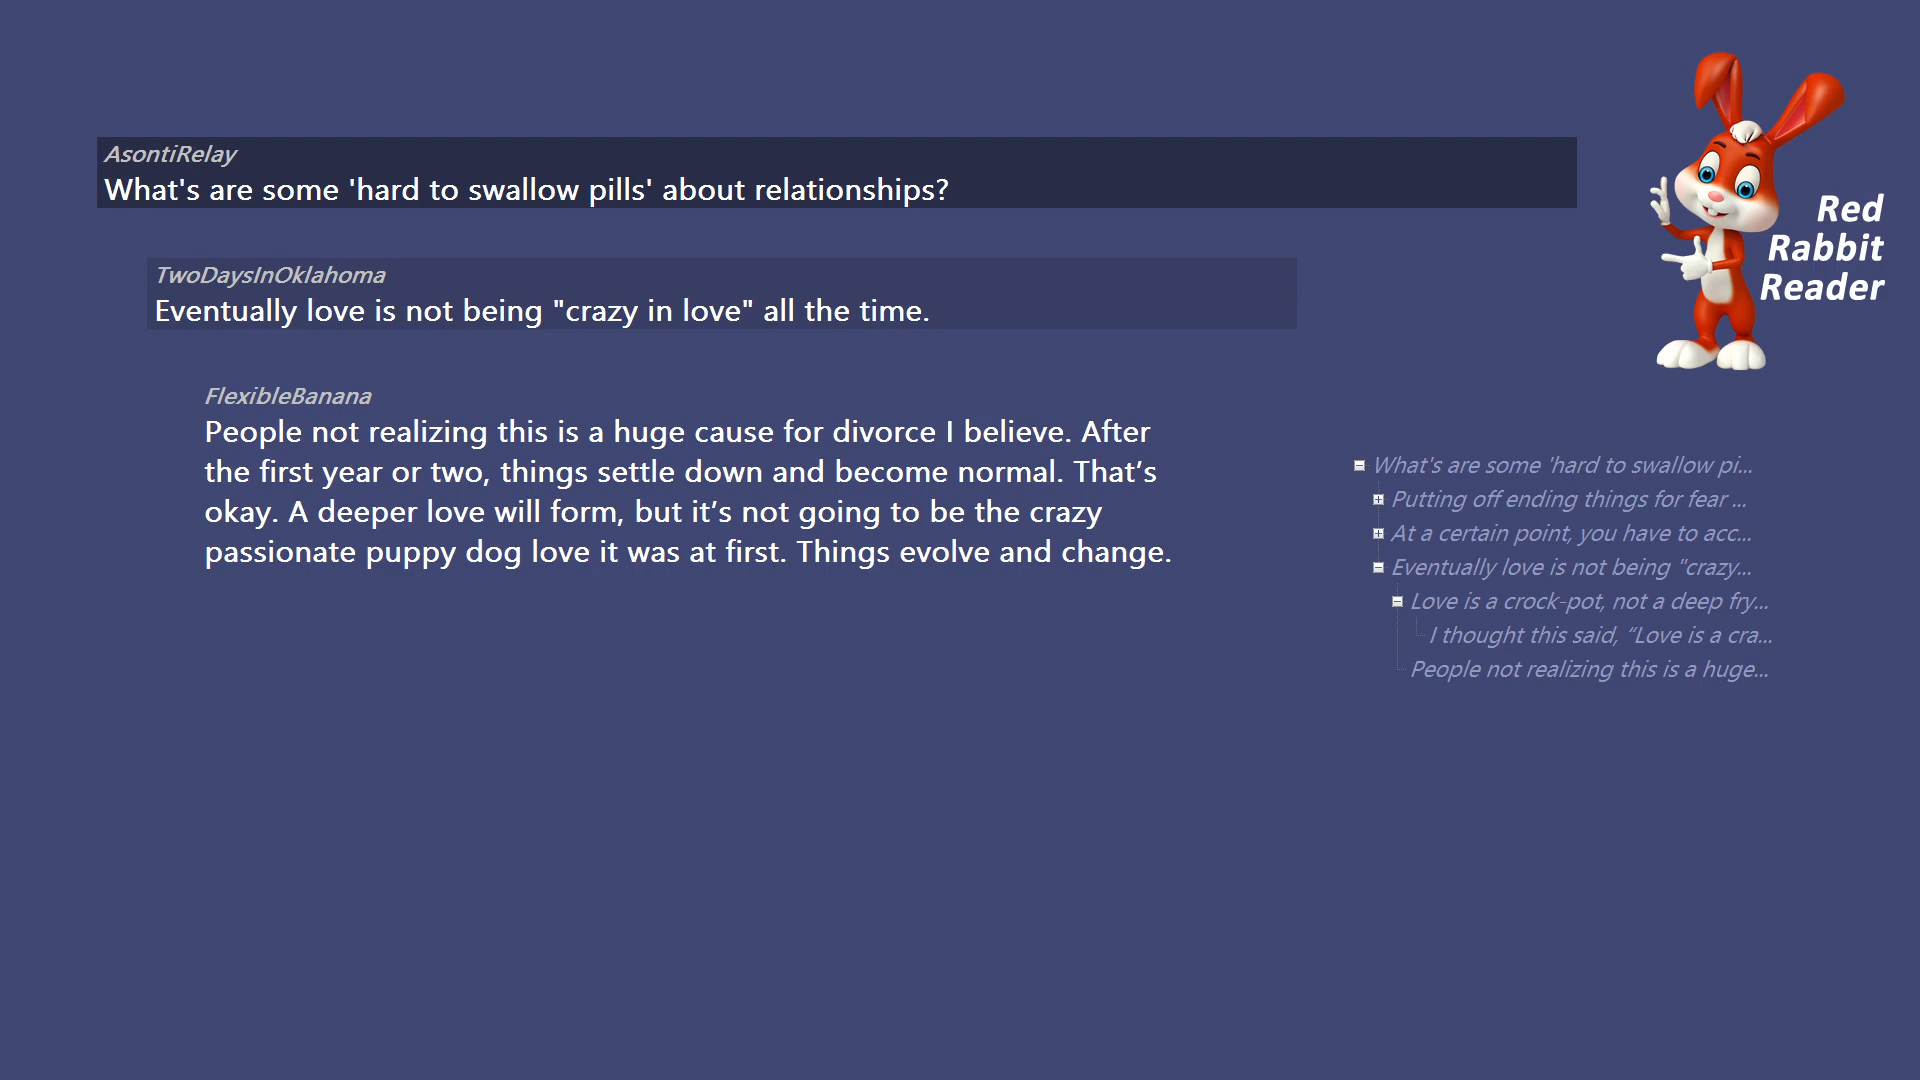 AsontiRelay
What's are some 'hard to swallow pills' about relationships?
TwoDaysInOklahoma
Eventually love is not being "crazy in love" all the time.
FlexibleBanana
People not realizing this is a huge cause for divorce I believe. After
the first year or two, things settle down and become normal. That’s
okay. A deeper love will form, but it’s not going to be the crazy
passionate puppy dog love it was at first. Things evolve and change.
Red
Rabbit
Reader
What's are some 'hard to swallow pi...
Putting off ending things for fear ...
At a certain point, you have to acc...
Eventually love is not being "crazy...
Love is a crock-pot, not a deep fry...
I thought this said, “Love is a cra...
People not realizing this is a huge...